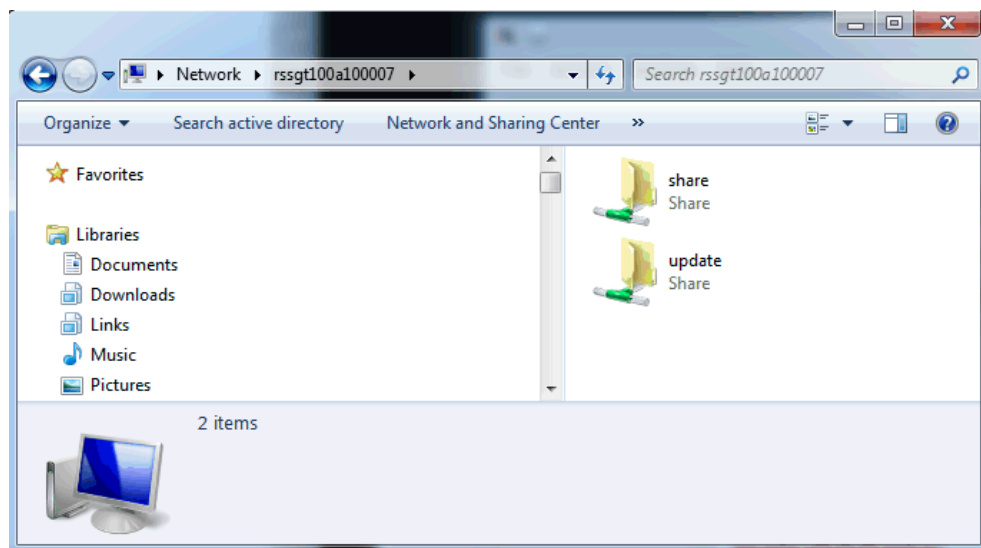 Network rssgt100a100007 Search rssgt100a100007
Organize Search active directory Network and Sharing Center »
Favorites
Libraries
Documents
Downloads
Links
Music
Pictures
share
Share
update
Share
2 items